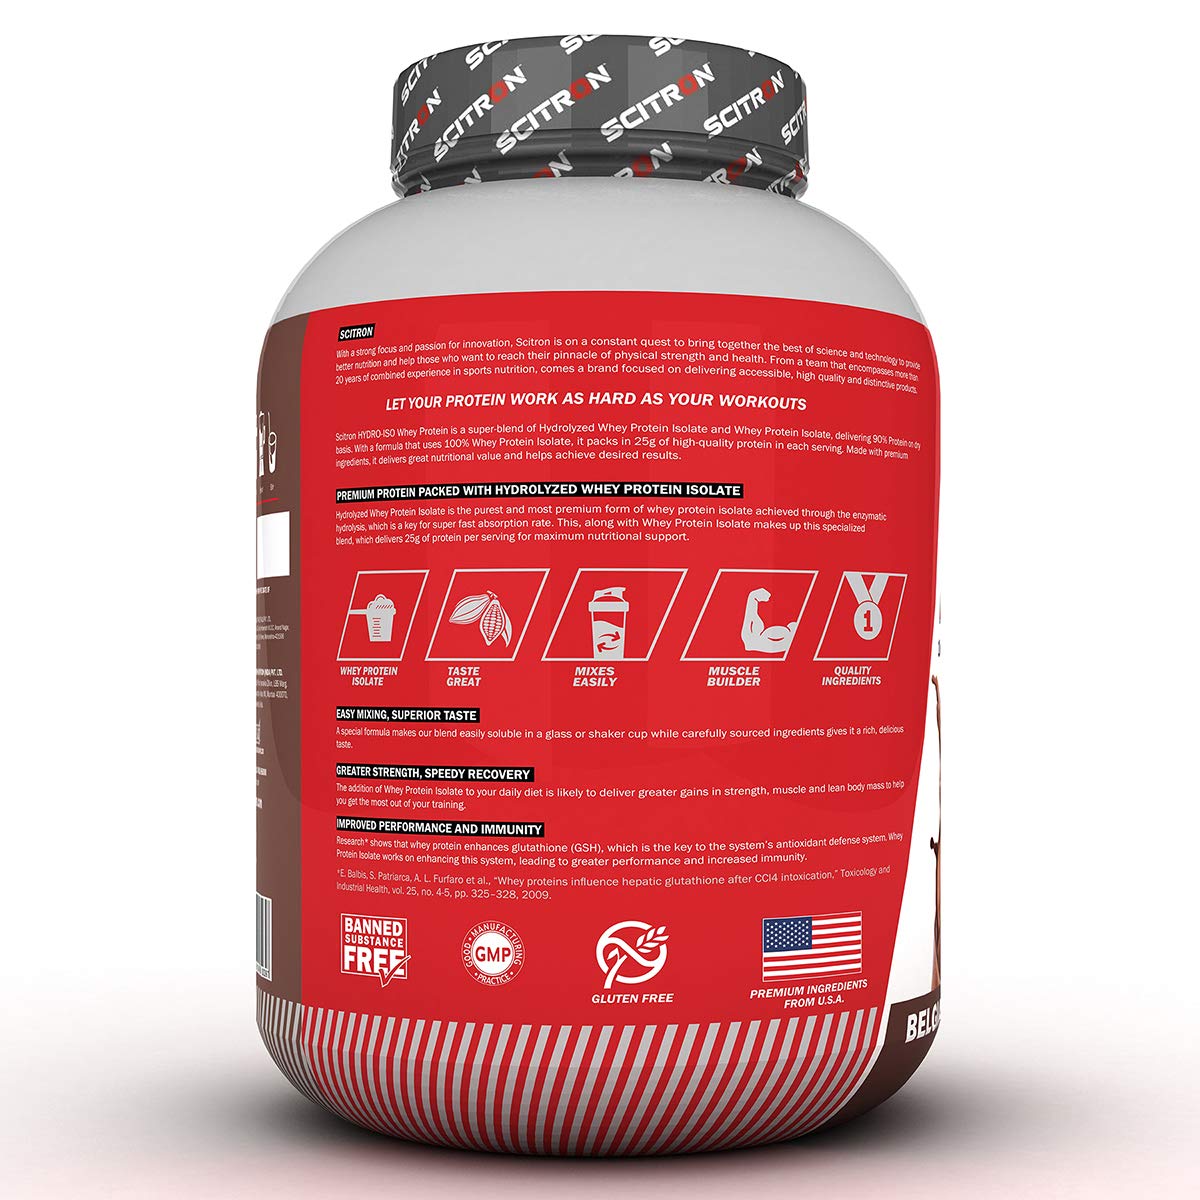 SCITRON
SCITRON
SCITRON
SCITRON
SCITRON
SCITRON
With a strong focus and passion for innovation, Scitron is on a constant quest to bring together the best of science and technology to provide
better nutrition and help those who want to reach their pinnacle of physical strength and health. From a team that encompasses more than
20 years of combined experience in sports nutrition, comes a brand focused on delivering accessible, high quality and distinctive products.
LET YOUR PROTEIN WORK AS HARD AS YOUR WORKOUTS
Scitron HYDRO-ISO Whey Protein is a super-blend of Hydrolyzed Whey Protein Isolate and Whey Protein Isolate, delivering 90% Protein on dry
basis. With a formula that uses 100% Whey Protein Isolate, it packs in 25g of high-quality protein in each serving. Made with premium
ingredients, it delivers great nutritional value and helps achieve desired results.
PREMIUM PROTEIN PACKED WITH HYDROLYZED WHEY PROTEIN ISOLATE
Hydrolyzed Whey Protein Isolate is the purest and most premium form of whey protein isolate achieved through the enzymatic
hydrolysis, which is a key for super fast absorption rate. This, along with Whey Protein Isolate makes up this specialized
blend, which delivers 25g of protein per serving for maximum nutritional support.
1
WHEY PROTEIN
ISOLATE
TASTE
GREAT
MIXES
EASILY
MUSCLE
BUILDER
QUALITY
INGREDIENTS
EASY MIXING, SUPERIOR TASTE
A special formula makes our blend easily soluble in a glass or shaker cup while carefully sourced ingredients gives it a rich, delicious
taste.
GREATER STRENGTH, SPEEDY RECOVERY
The addition of Whey Protein Isolate to your daily diet is likely to deliver greater gains in strength, muscle and lean body mass to help
you get the most out of your training.
IMPROVED PERFORMANCE AND IMMUNITY
Research* shows that whey protein enhances glutathione (GSH), which is the key to the system's antioxidant defense system. Whey
Protein Isolate works on enhancing this system, leading to greater performance and increased immunity.
*E. Balbis, S. Patriarca, A. L. Furfaro et al., "Whey proteins influence hepatic glutathione after CCl4 intoxication," Toxicology and
Industrial Health, vol. 25, no. 4-5, pp. 325–328, 2009.
BANNED
SUBSTANCE
FREE
GOOD MANUFACTURING
GMP
PRACTICE
GLUTEN FREE
PREMIUM INGREDIENTS
FROM U.S.A.
BELGI